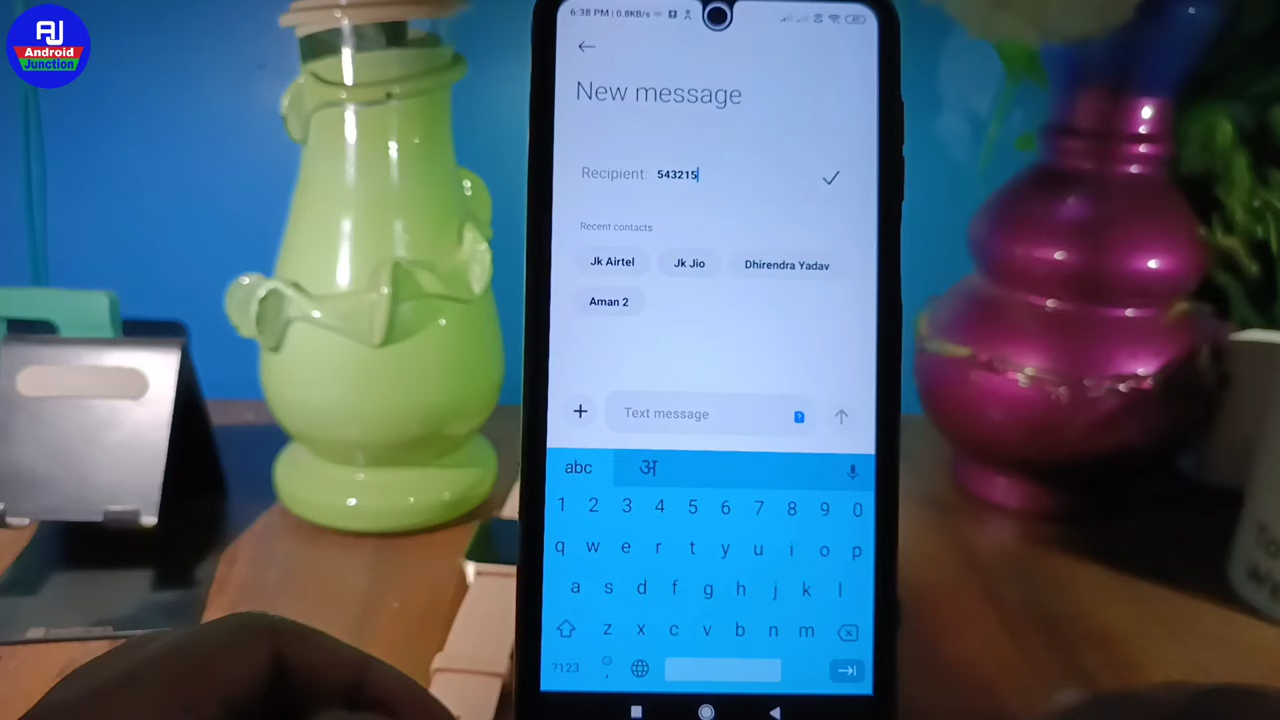 AJ
Android
Junction
6:38 PM | 0.8KB/s
New message
Recipient: 543215
Recent contacts
Jk Airtel
Jk Jio
Dhirendra Yadav
Aman 2
Text message
abc
अ
1 2 3 4 5 6 7 8 9 0
q w e r t y u i o p
a s d f g h j k l
z x c v b n m
?123
,